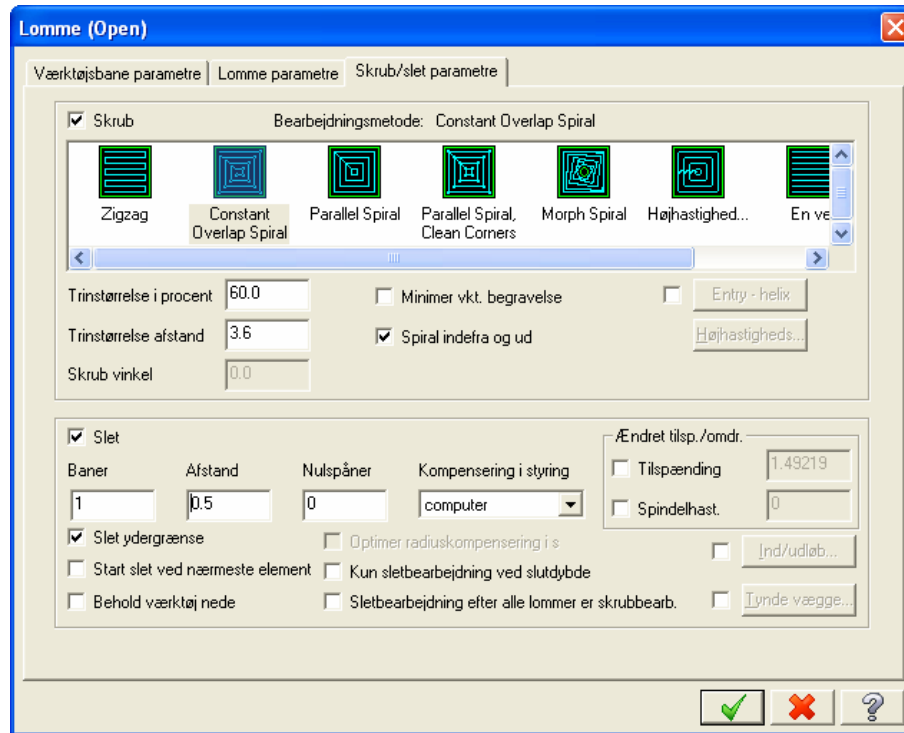 Lomme (Open)
Værktøjsbane parametre Lomme parametre Skrub/slet parametre
Skrub Bearbejdningsmetode: Constant Overlap Spiral
Zigzag Constant Parallel Spiral Parallel Spiral, Morph Spiral Højhastighed... En ve
Overlap Spiral Clean Corners
Trinstørrelse i procent 60.0 Minimer vkt. begravelse Entry - helix
Trinstørrelse afstand 3.6 Spiral indefra og ud Højhastigheds...
Skrub vinkel 0.0
Slet Ændret tilsp./omdr.
Baner Afstand Nulspåner Kompensering i styring Tilspænding 1.49219
1 0.5 0 computer Spindelhast. 0
Slet ydergrænse Optimer radiuskompensering i s Ind/udløb...
Start slet ved nærmeste element Kun sletbearbejdning ved slutdybde
Behold værktøj nede Sletbearbejdning efter alle lommer er skrubbearb. Tynde vægge...